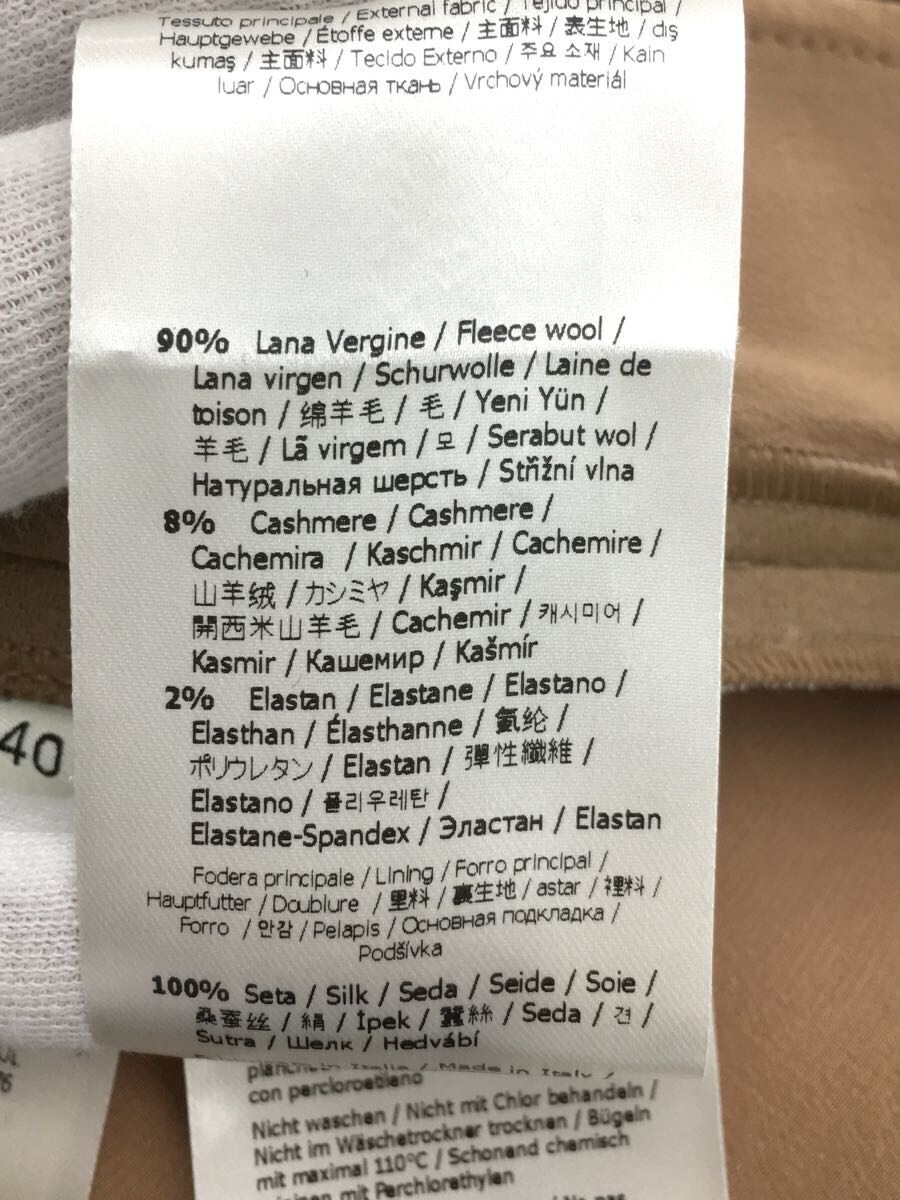 Tessuto principale / External fabric / Tejido principal /
Hauptgewebe / Étoffe externe / 主面料 / 表生地 / dış
kumaş / 主面料 / Tecido Externo / 주요 소재 / Kain
luar / Основная ткань / Vrchový materiál
90% Lana Vergine / Fleece wool /
Lana virgen / Schurwolle / Laine de
toison / 绵羊毛 / 毛 / Yeni Yün /
羊毛 / Lã virgem / 모 / Serabut wol /
Натуральная шерсть / Střižní vlna
8% Cashmere / Cashmere /
Cachemira / Kaschmir / Cachemire /
山羊绒 / カシミヤ / Kaşmir /
開西米山羊毛 / Cachemir / 캐시미어 /
Kasmir / Кашемир / Kašmír
2% Elastan / Elastane / Elastano /
Elasthan / Élasthanne / 氨纶 /
ポリウレタン / Elastan / 彈性纖維 /
Elastano / 폴리우레탄 /
Elastane-Spandex / Эластан / Elastan
Fodera principale / Lining / Forro principal /
Hauptfutter / Doublure / 里料 / 裏生地 / astar / 裡料 /
Forro / 안감 / Pelapis / Основная подкладка /
Podšívka
100% Seta / Silk / Seda / Seide / Soie /
桑蚕丝 / 絹 / İpek / 蠶絲 / Seda / 견 /
Sutra / Шелк / Hedvábí
40
Made in Italy /
con percloroetileno
Nicht waschen / Nicht mit Chlor behandeln /
Nicht im Wäschetrockner trocknen / Bügeln
mit maximal 110°C / Schonend chemisch
reinigen mit Perchlorethylen